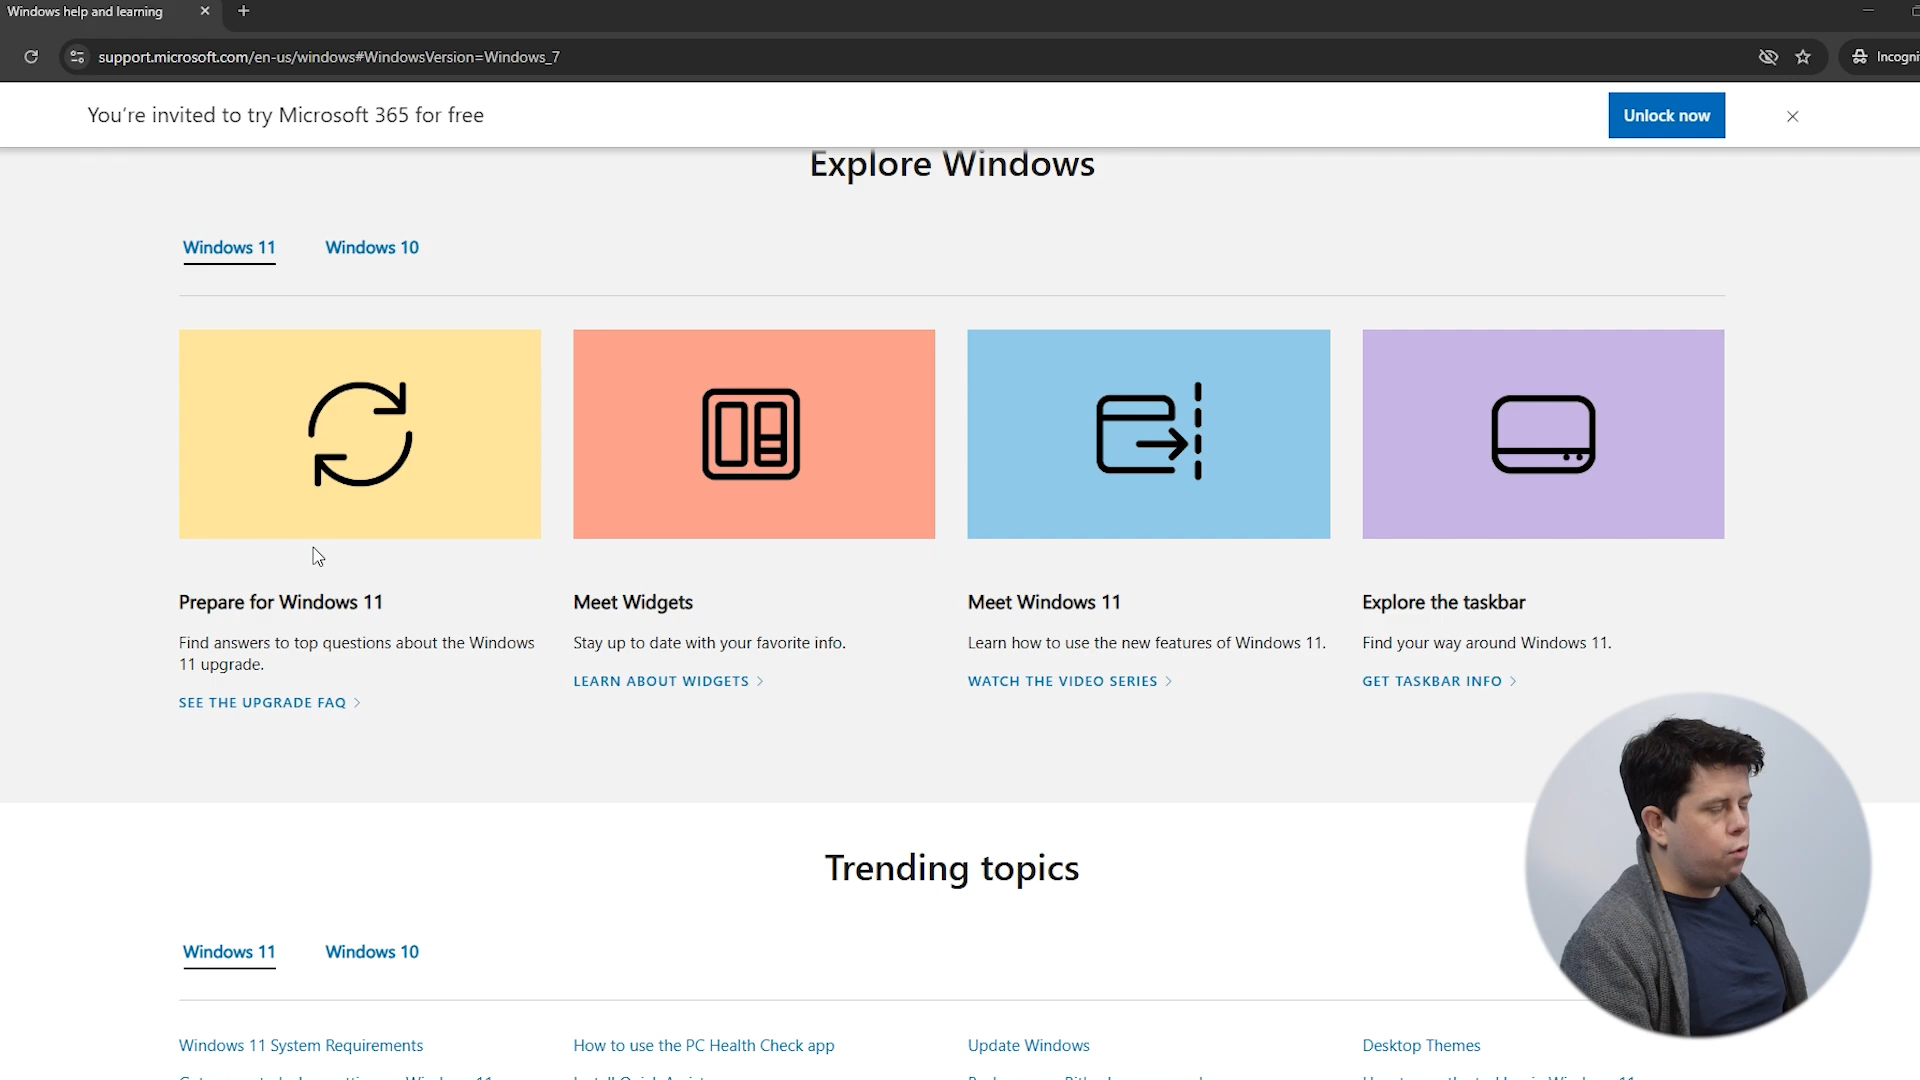 Windows help and learning
support.microsoft.com/en-us/windows#WindowsVersion=Windows_7
You're invited to try Microsoft 365 for free
Unlock now
Explore Windows
Windows 11
Windows 10
Prepare for Windows 11
Find answers to top questions about the Windows
11 upgrade.
SEE THE UPGRADE FAQ
Meet Widgets
Stay up to date with your favorite info.
LEARN ABOUT WIDGETS
Meet Windows 11
Learn how to use the new features of Windows 11.
WATCH THE VIDEO SERIES
Explore the taskbar
Find your way around Windows 11.
GET TASKBAR INFO
Trending topics
Windows 11
Windows 10
Windows 11 System Requirements
How to use the PC Health Check app
Update Windows
Desktop Themes